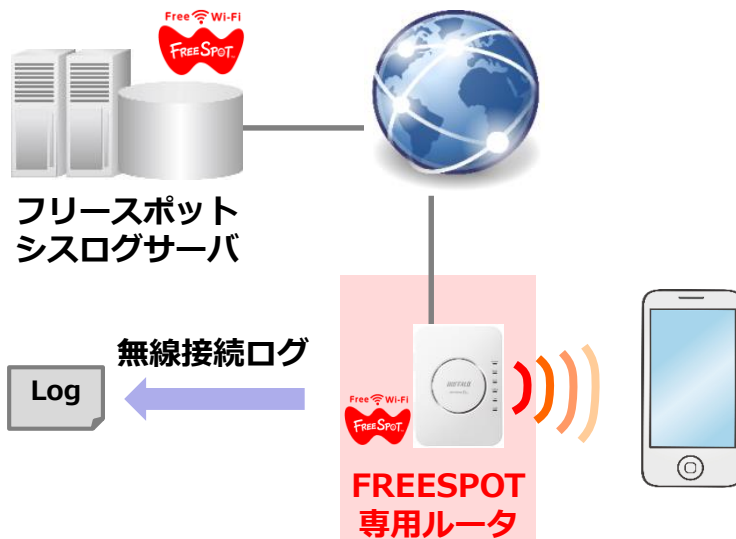 Free Wi-Fi
FREESPOT
フリースポット
シスログサーバ
無線接続ログ
Log
BUFFALO
Free Wi-Fi
FREESPOT
FREESPOT
専用ルータ